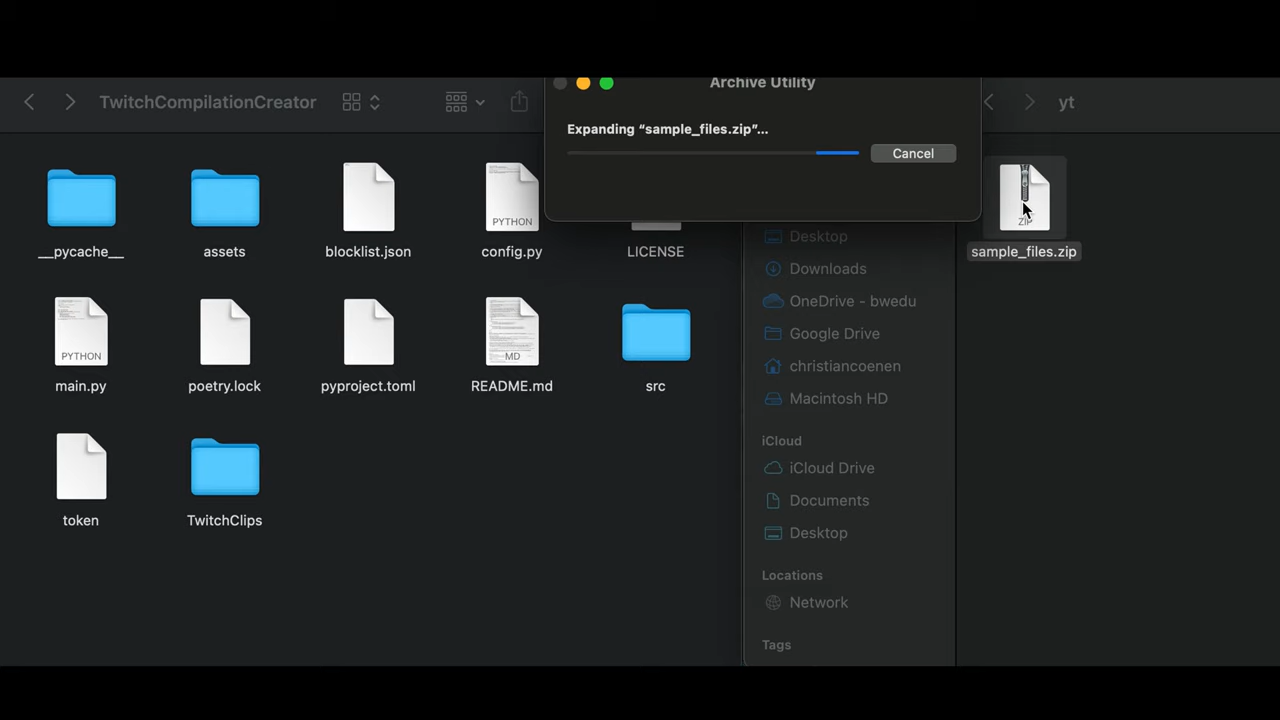 TwitchCompilationCreator
Archive Utility
Expanding “sample_files.zip”...
Cancel
yt
__pycache__
assets
blocklist.json
PYTHON
config.py
LICENSE
PYTHON
main.py
poetry.lock
pyproject.toml
MD
README.md
src
token
TwitchClips
Desktop
Downloads
OneDrive - bwedu
Google Drive
christiancoenen
Macintosh HD
iCloud
iCloud Drive
Documents
Desktop
Locations
Network
Tags
ZIP
sample_files.zip